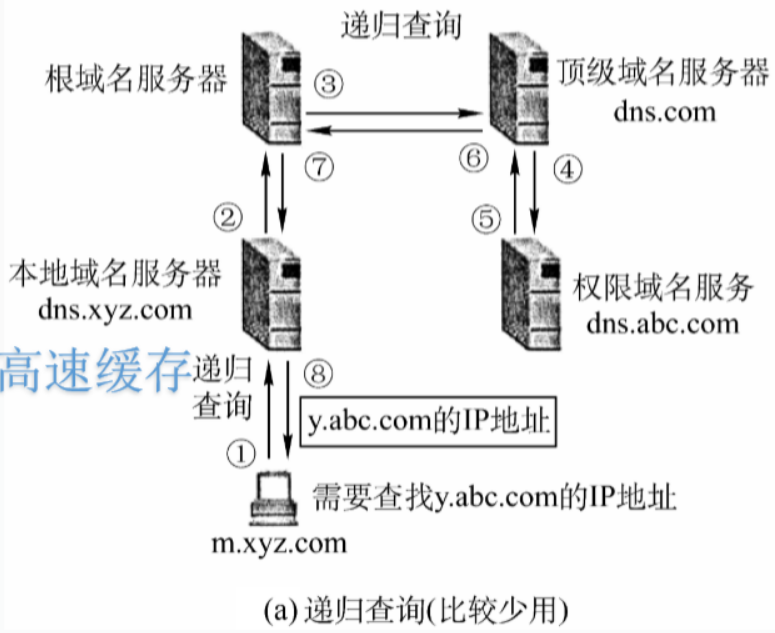 递归查询
根域名服务器
③
顶级域名服务器
dns.com
⑦
⑥
④
②
⑤
本地域名服务器
dns.xyz.com
权限域名服务
dns.abc.com
高速缓存
递归
查询
⑧
y.abc.com的IP地址
①
需要查找y.abc.com的IP地址
m.xyz.com
(a) 递归查询(比较少用)